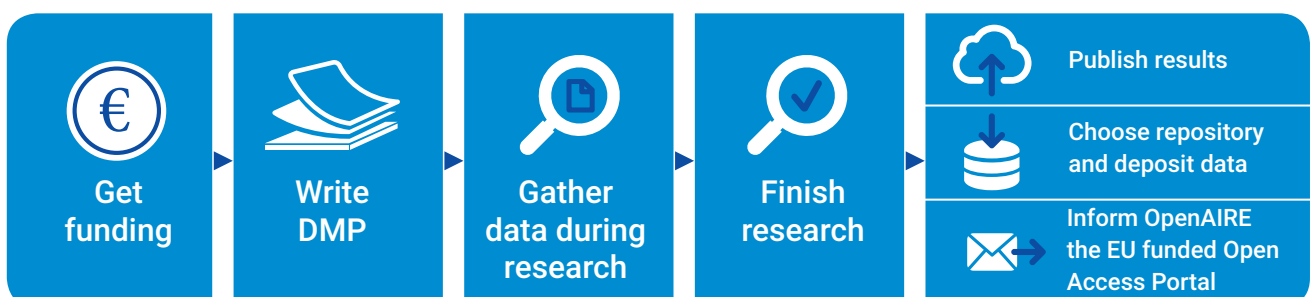 €
Get
funding
Write
DMP
Gather
data during
research
Finish
research
Publish results
Choose repository
and deposit data
Inform OpenAIRE
the EU funded Open
Access Portal